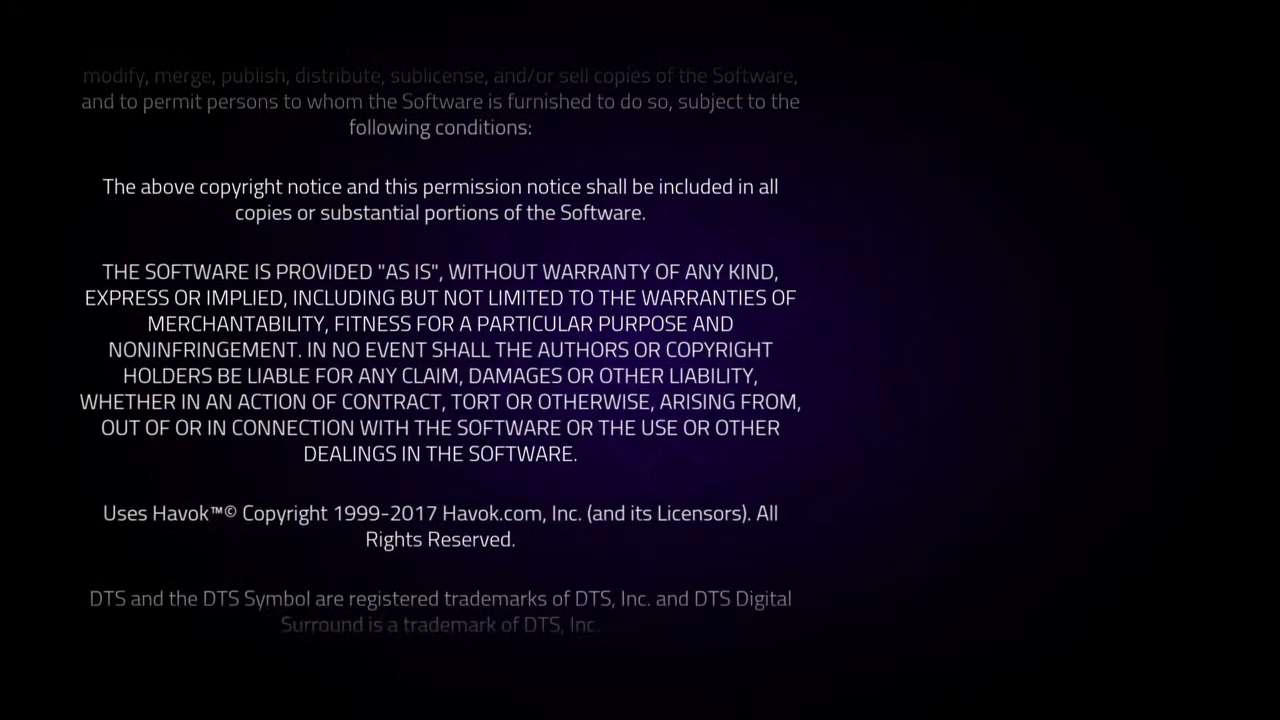 modify, merge, publish, distribute, sublicense, and/or sell copies of the Software,
and to permit persons to whom the Software is furnished to do so, subject to the
following conditions:
The above copyright notice and this permission notice shall be included in all
copies or substantial portions of the Software.
THE SOFTWARE IS PROVIDED "AS IS", WITHOUT WARRANTY OF ANY KIND,
EXPRESS OR IMPLIED, INCLUDING BUT NOT LIMITED TO THE WARRANTIES OF
MERCHANTABILITY, FITNESS FOR A PARTICULAR PURPOSE AND
NONINFRINGEMENT. IN NO EVENT SHALL THE AUTHORS OR COPYRIGHT
HOLDERS BE LIABLE FOR ANY CLAIM, DAMAGES OR OTHER LIABILITY,
WHETHER IN AN ACTION OF CONTRACT, TORT OR OTHERWISE, ARISING FROM,
OUT OF OR IN CONNECTION WITH THE SOFTWARE OR THE USE OR OTHER
DEALINGS IN THE SOFTWARE.
Uses Havok™© Copyright 1999-2017 Havok.com, Inc. (and its Licensors). All
Rights Reserved.
DTS and the DTS Symbol are registered trademarks of DTS, Inc. and DTS Digital
Surround is a trademark of DTS, Inc.